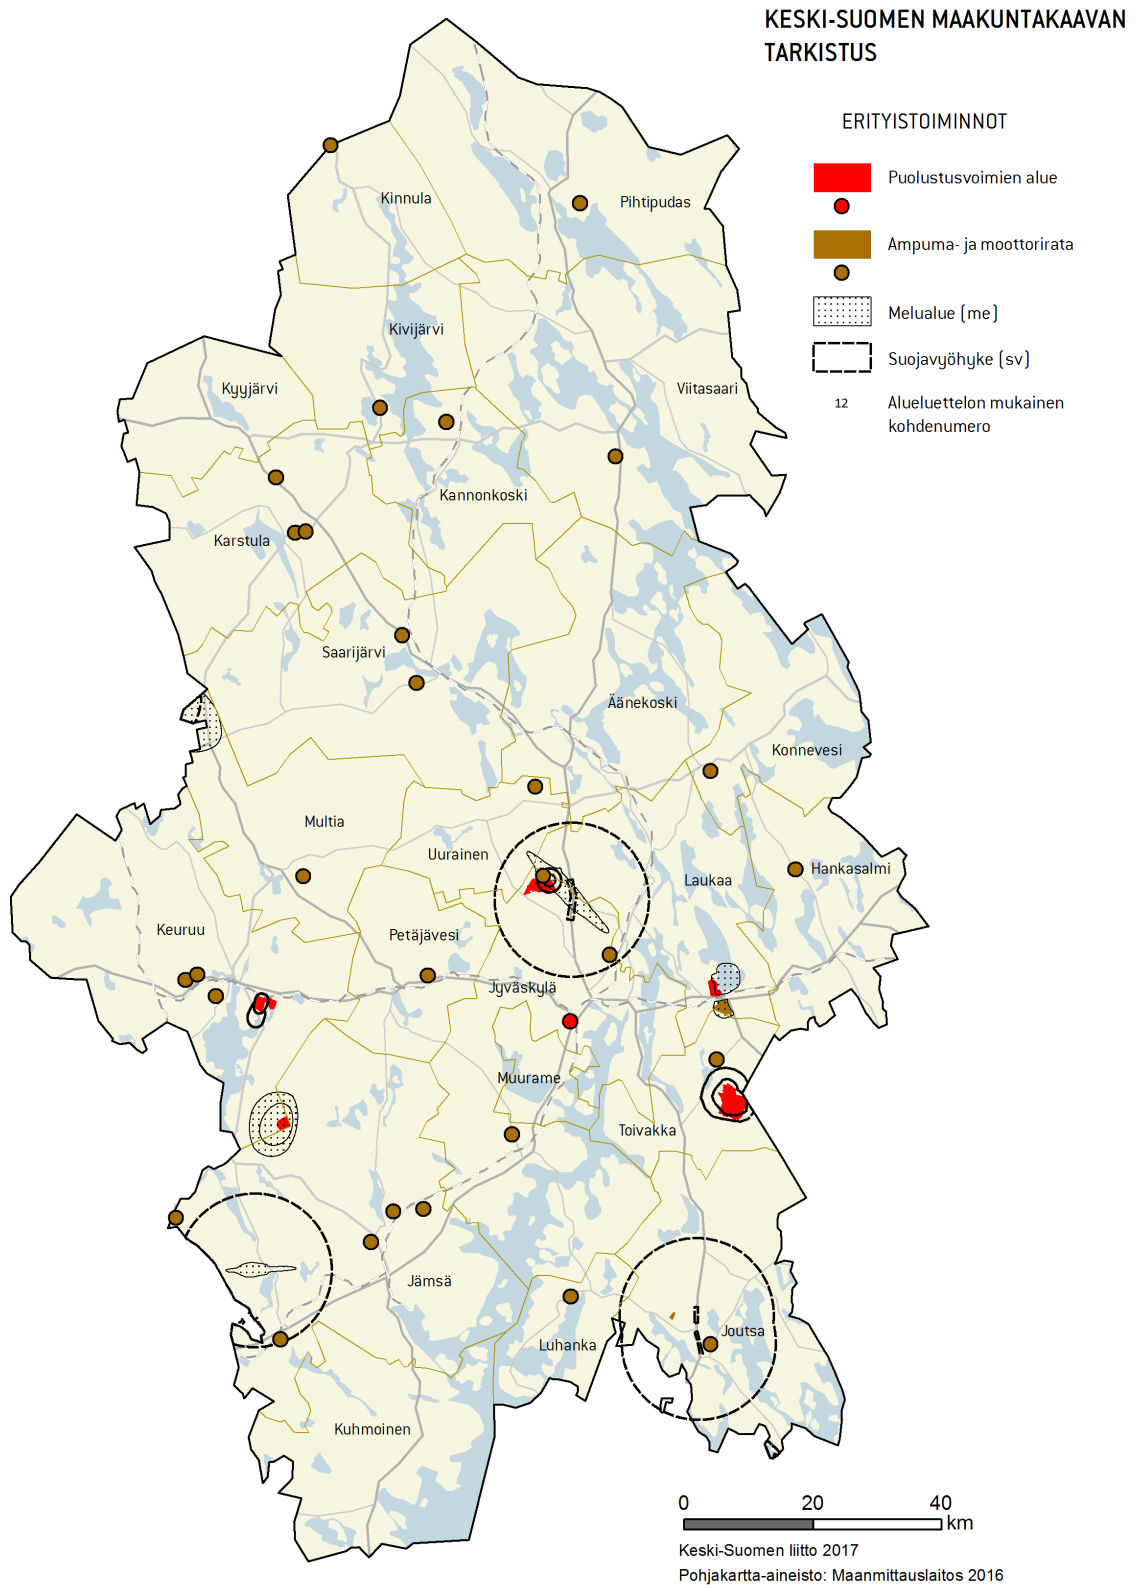 KESKI-SUOMEN MAAKUNTAKAAVAN
TARKISTUS
ERITYISTOIMINNOT
Puolustusvoimien alue
Ampuma- ja moottorirata
Melualue (me)
Suojavyöhyke (sv)
12 Alueluettelon mukainen
kohdenumero
Kinnula
Pihtipudas
Kivijärvi
Kyyjärvi
Viitasaari
Kannonkoski
Karstula
Saarijärvi
Äänekoski
Konnevesi
Multia
Uurainen
Laukaa
Hankasalmi
Keuruu
Petäjävesi
Jyväskylä
Muurame
Toivakka
Jämsä
Luhanka
Joutsa
Kuhmoinen
0 20 40
km
Keski-Suomen liitto 2017
Pohjakartta-aineisto: Maanmittauslaitos 2016